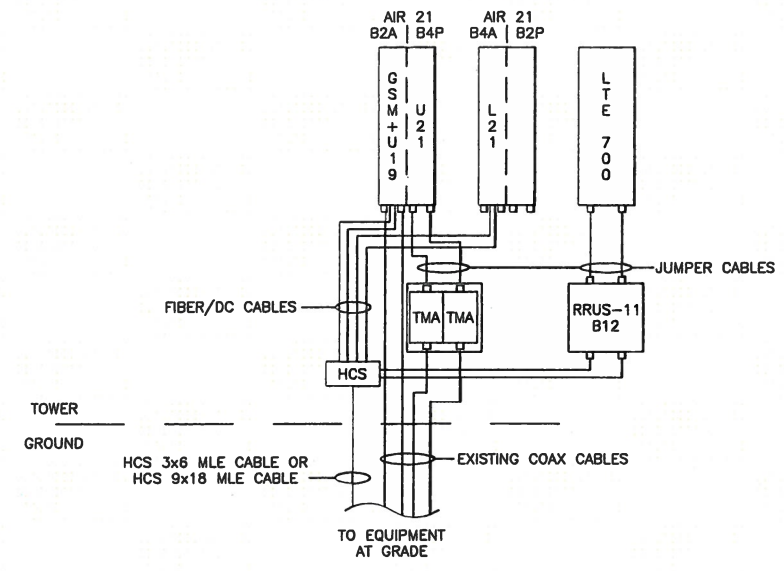 AIR 21
B2A | B4P
AIR 21
B4A | B2P
GSM+U19
U21
L21
LTE 700
JUMPER CABLES
FIBER/DC CABLES
TMA
TMA
RRUS-11
B12
HCS
TOWER
GROUND
HCS 3x6 MLE CABLE OR
HCS 9x18 MLE CABLE
EXISTING COAX CABLES
TO EQUIPMENT
AT GRADE